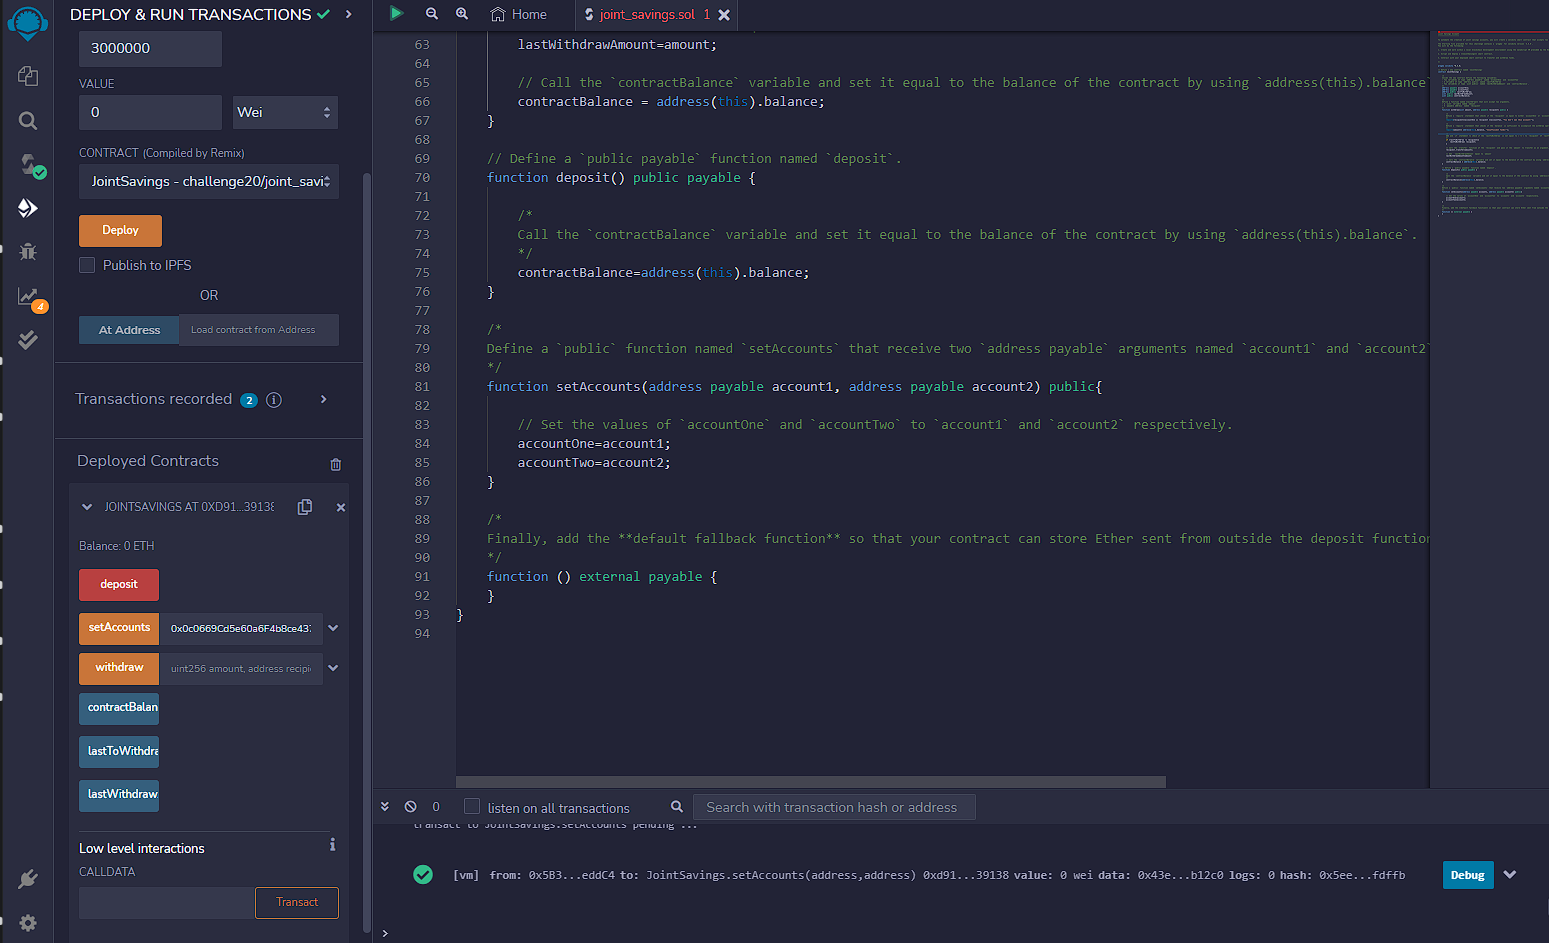 DEPLOY & RUN TRANSACTIONS
3000000
VALUE
0
Wei
CONTRACT (Compiled by Remix)
JointSavings - challenge20/joint_savi
Deploy
Publish to IPFS
OR
At Address
Load contract from Address
Transactions recorded 2 i
Deployed Contracts
JOINTSAVINGS AT 0XD91...39138
Balance: 0 ETH
deposit
setAccounts
0x0c0669Cd5e60a6F4b8ce437
withdraw
uint256 amount, address recipie
contractBalan
lastToWithdra
lastWithdraw
Low level interactions
i
CALLDATA
Transact
4
Home
joint_savings.sol 1
63 lastWithdrawAmount=amount;
64
65 // Call the `contractBalance` variable and set it equal to the balance of the contract by using `address(this).balance`
66 contractBalance = address(this).balance;
67 }
68
69 // Define a `public payable` function named `deposit`.
70 function deposit() public payable {
71
72 /*
73 Call the `contractBalance` variable and set it equal to the balance of the contract by using `address(this).balance`.
74 */
75 contractBalance=address(this).balance;
76 }
77
78 /*
79 Define a `public` function named `setAccounts` that receive two `address payable` arguments named `account1` and `account2`
80 */
81 function setAccounts(address payable account1, address payable account2) public{
82
83 // Set the values of `accountOne` and `accountTwo` to `account1` and `account2` respectively.
84 accountOne=account1;
85 accountTwo=account2;
86 }
87
88 /*
89 Finally, add the **default fallback function** so that your contract can store Ether sent from outside the deposit function
90 */
91 function () external payable {
92 }
93 }
94
0
listen on all transactions
Search with transaction hash or address
transact to JointSavings.setAccounts pending ...
[vm] from: 0x5B3...eddC4 to: JointSavings.setAccounts(address,address) 0xd91...39138 value: 0 wei data: 0x43e...b12c0 logs: 0 hash: 0x5ee...fdffb
Debug
>